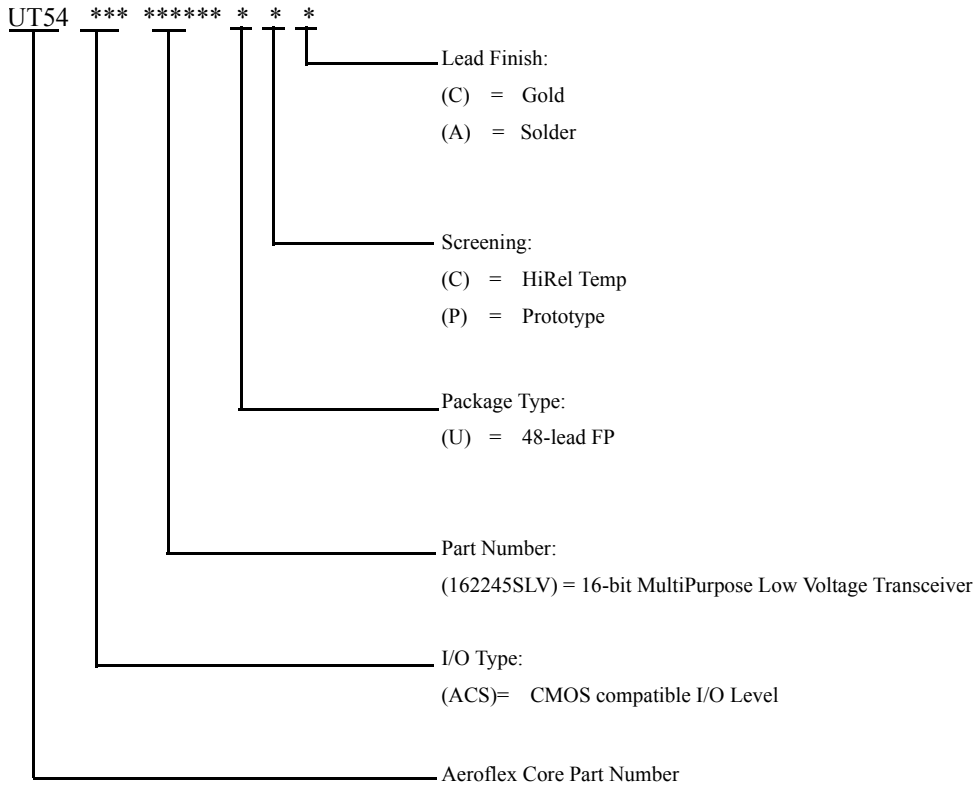 UT54 *** ****** * * *
Lead Finish:
(C) = Gold
(A) = Solder
Screening:
(C) = HiRel Temp
(P) = Prototype
Package Type:
(U) = 48-lead FP
Part Number:
(162245SLV) = 16-bit MultiPurpose Low Voltage Transceiver
I/O Type:
(ACS)= CMOS compatible I/O Level
Aeroflex Core Part Number